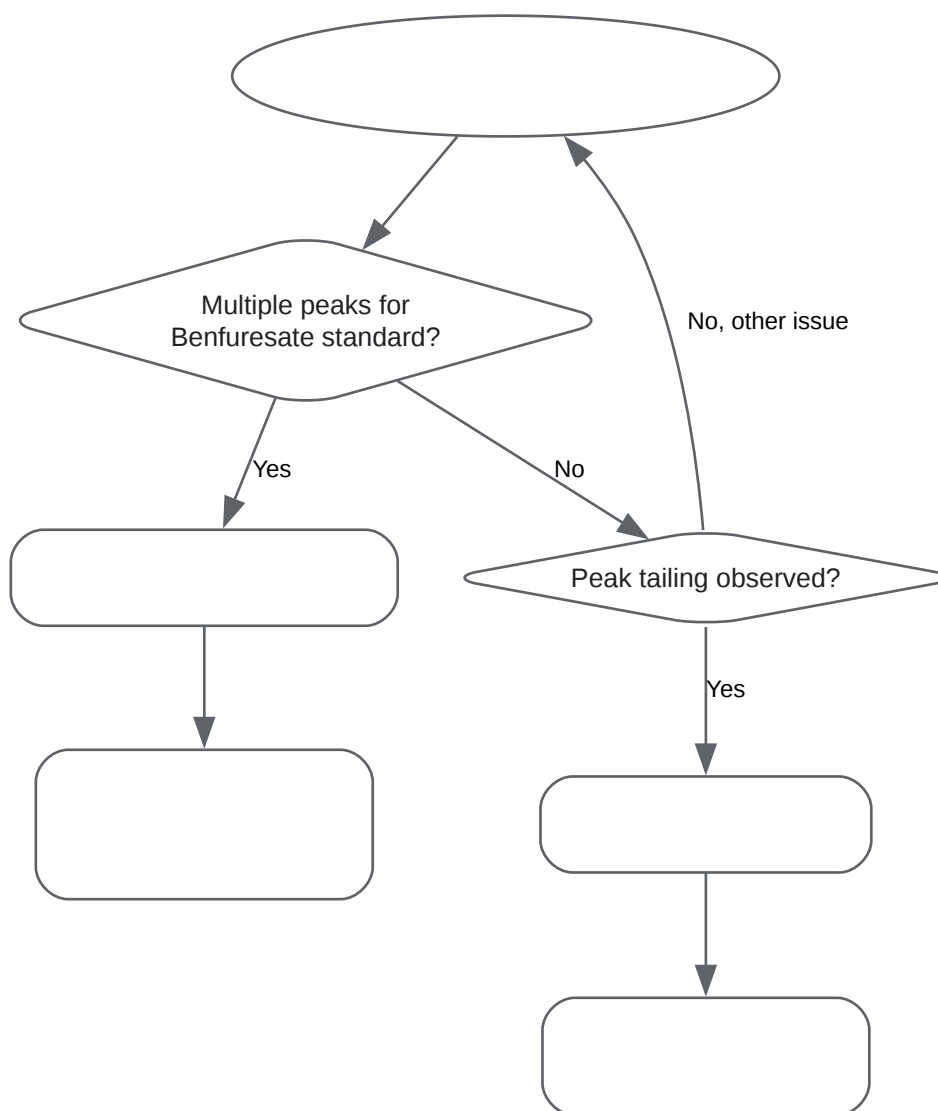 Multiple peaks for
Benfuresate standard?
No, other issue
Yes
No
Peak tailing observed?
Yes